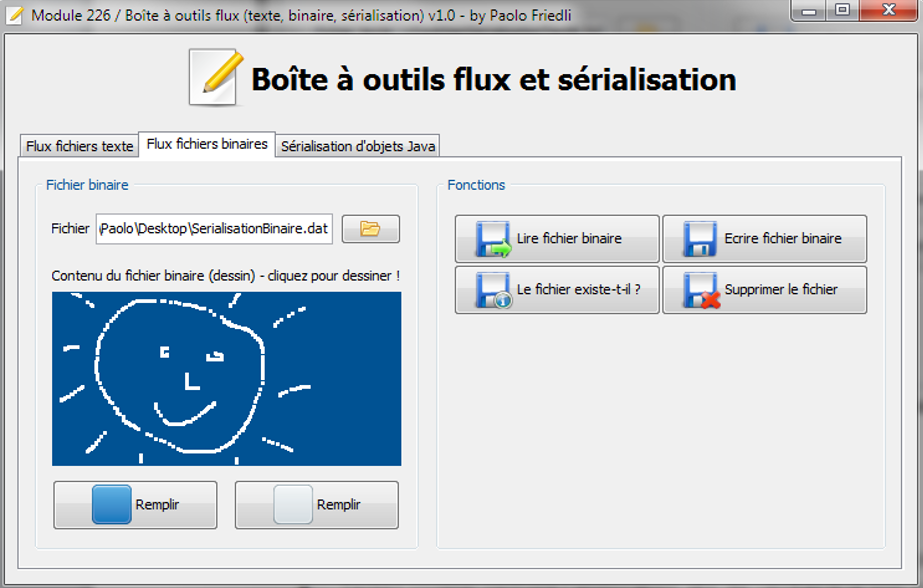 Module 226 / Boîte à outils flux (texte, binaire, sérialisation) v1.0 - by Paolo Friedli
Boîte à outils flux et sérialisation
Flux fichiers texte
Flux fichiers binaires
Sérialisation d'objets Java
Fichier binaire
Fichier
Paolo\Desktop\SerialisationBinaire.dat
Contenu du fichier binaire (dessin) - cliquez pour dessiner !
Remplir
Remplir
Fonctions
Lire fichier binaire
Ecrire fichier binaire
Le fichier existe-t-il ?
Supprimer le fichier